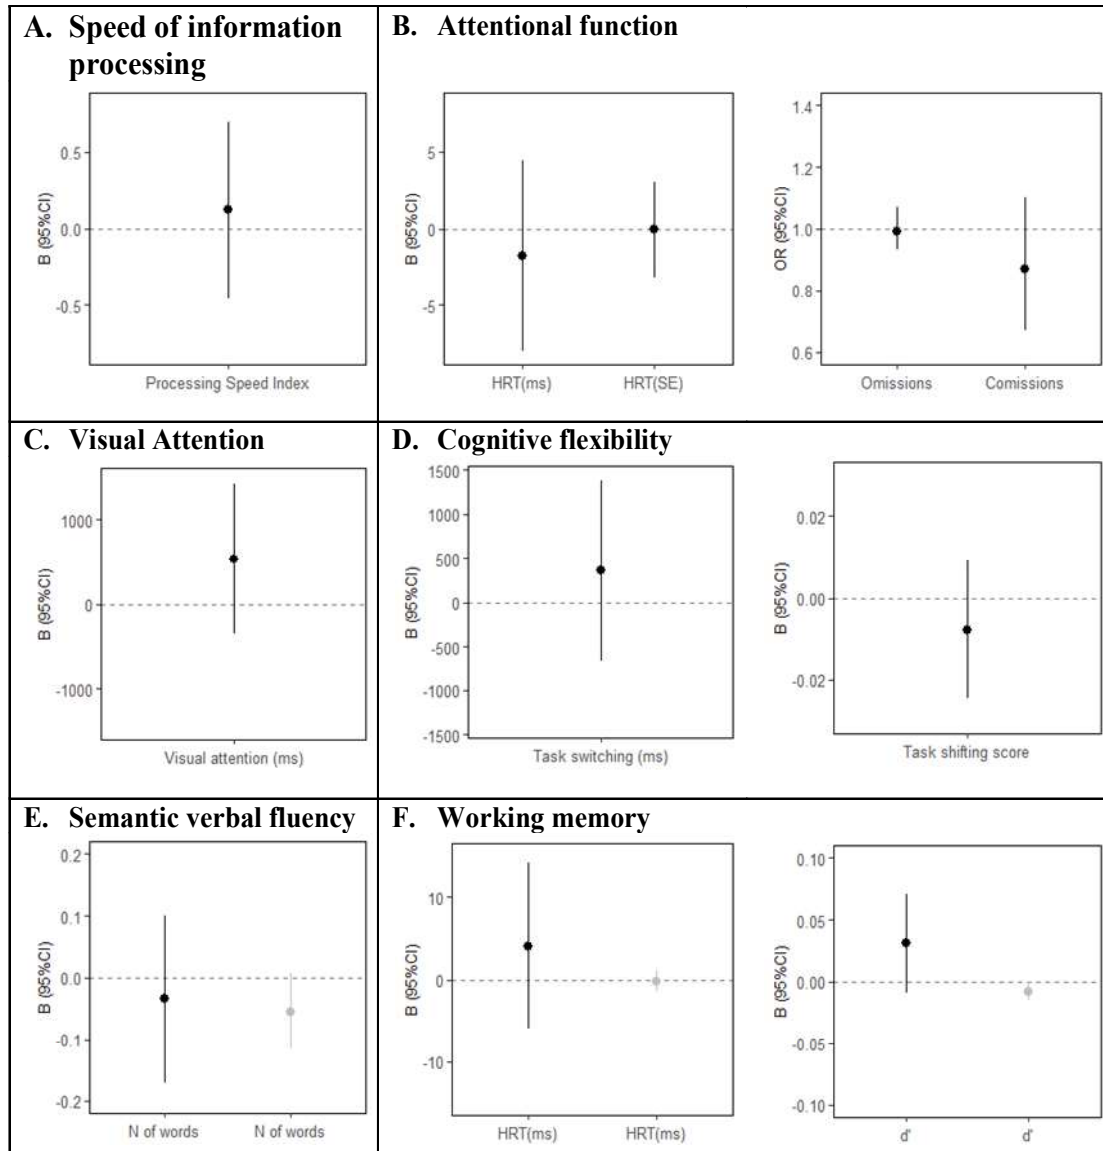 A. Speed of information
processing
B. Attentional function
0.5
0.0
-0.5
B (95%CI)
Processing Speed Index
5
0
-5
B (95%CI)
HRT(ms) HRT(SE)
1.4
1.2
1.0
0.8
0.6
OR (95%CI)
Omissions Comissions
C. Visual Attention
D. Cognitive flexibility
1000
0
-1000
B (95%CI)
Visual attention (ms)
1500
1000
500
0
-500
-1000
-1500
B (95%CI)
Task switching (ms)
0.02
0.00
-0.02
B (95%CI)
Task shifting score
E. Semantic verbal fluency
F. Working memory
0.2
0.1
0.0
-0.1
-0.2
B (95%CI)
N of words N of words
10
0
-10
B (95%CI)
HRT(ms) HRT(ms)
0.10
0.05
0.00
-0.05
-0.10
B (95%CI)
d' d'